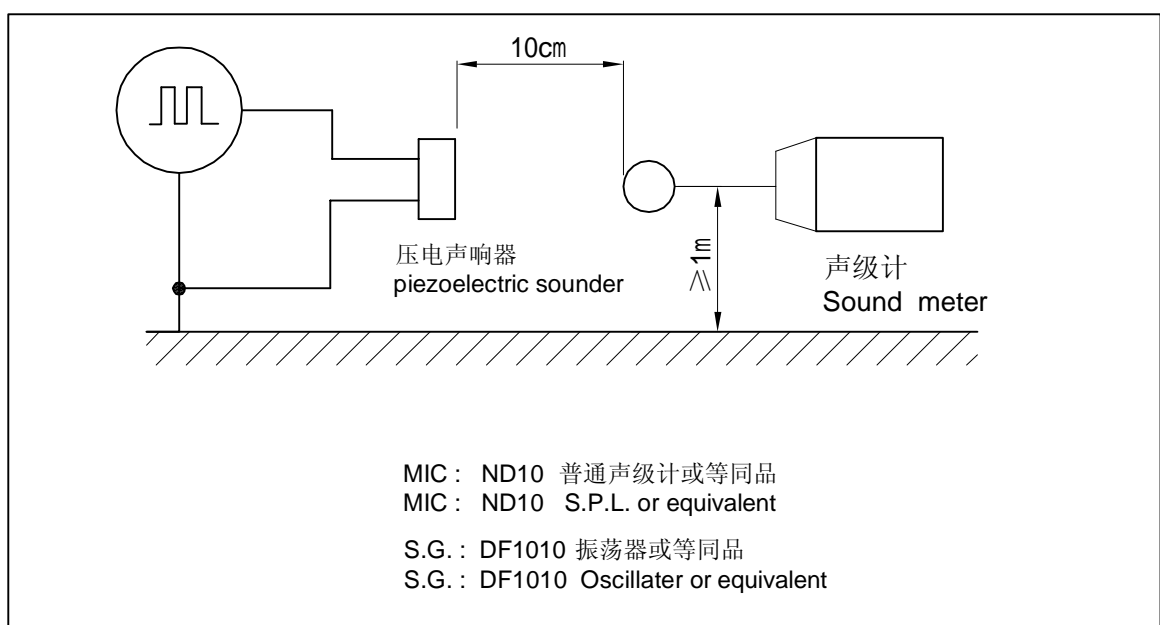 10cm
压电声响器
piezoelectric sounder
≥1m
声级计
Sound meter
MIC : ND10 普通声级计或等同品
MIC : ND10 S.P.L. or equivalent
S.G. : DF1010 振荡器或等同品
S.G. : DF1010 Oscillater or equivalent